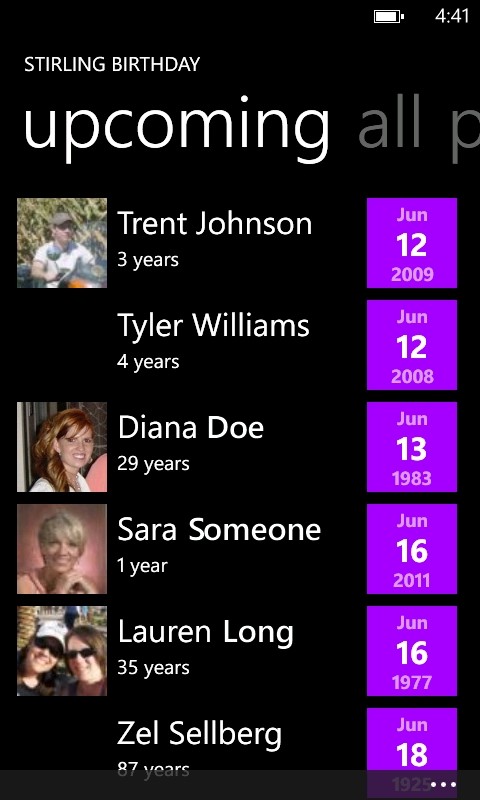 4:41
STIRLING BIRTHDAY
upcoming all p
Trent Johnson
3 years
Jun
12
2009
Tyler Williams
4 years
Jun
12
2008
Diana Doe
29 years
Jun
13
1983
Sara Someone
1 year
Jun
16
2011
Lauren Long
35 years
Jun
16
1977
Zel Sellberg
87 years
Jun
18
1925